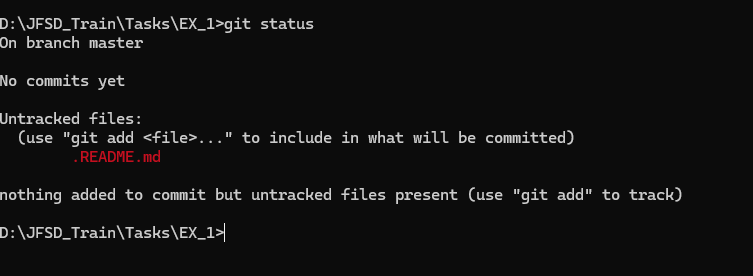 D:\JFSD_Train\Tasks\EX_1>git status
On branch master
No commits yet
Untracked files:
  (use "git add <file>..." to include in what will be committed)
        .README.md
nothing added to commit but untracked files present (use "git add" to track)
D:\JFSD_Train\Tasks\EX_1>